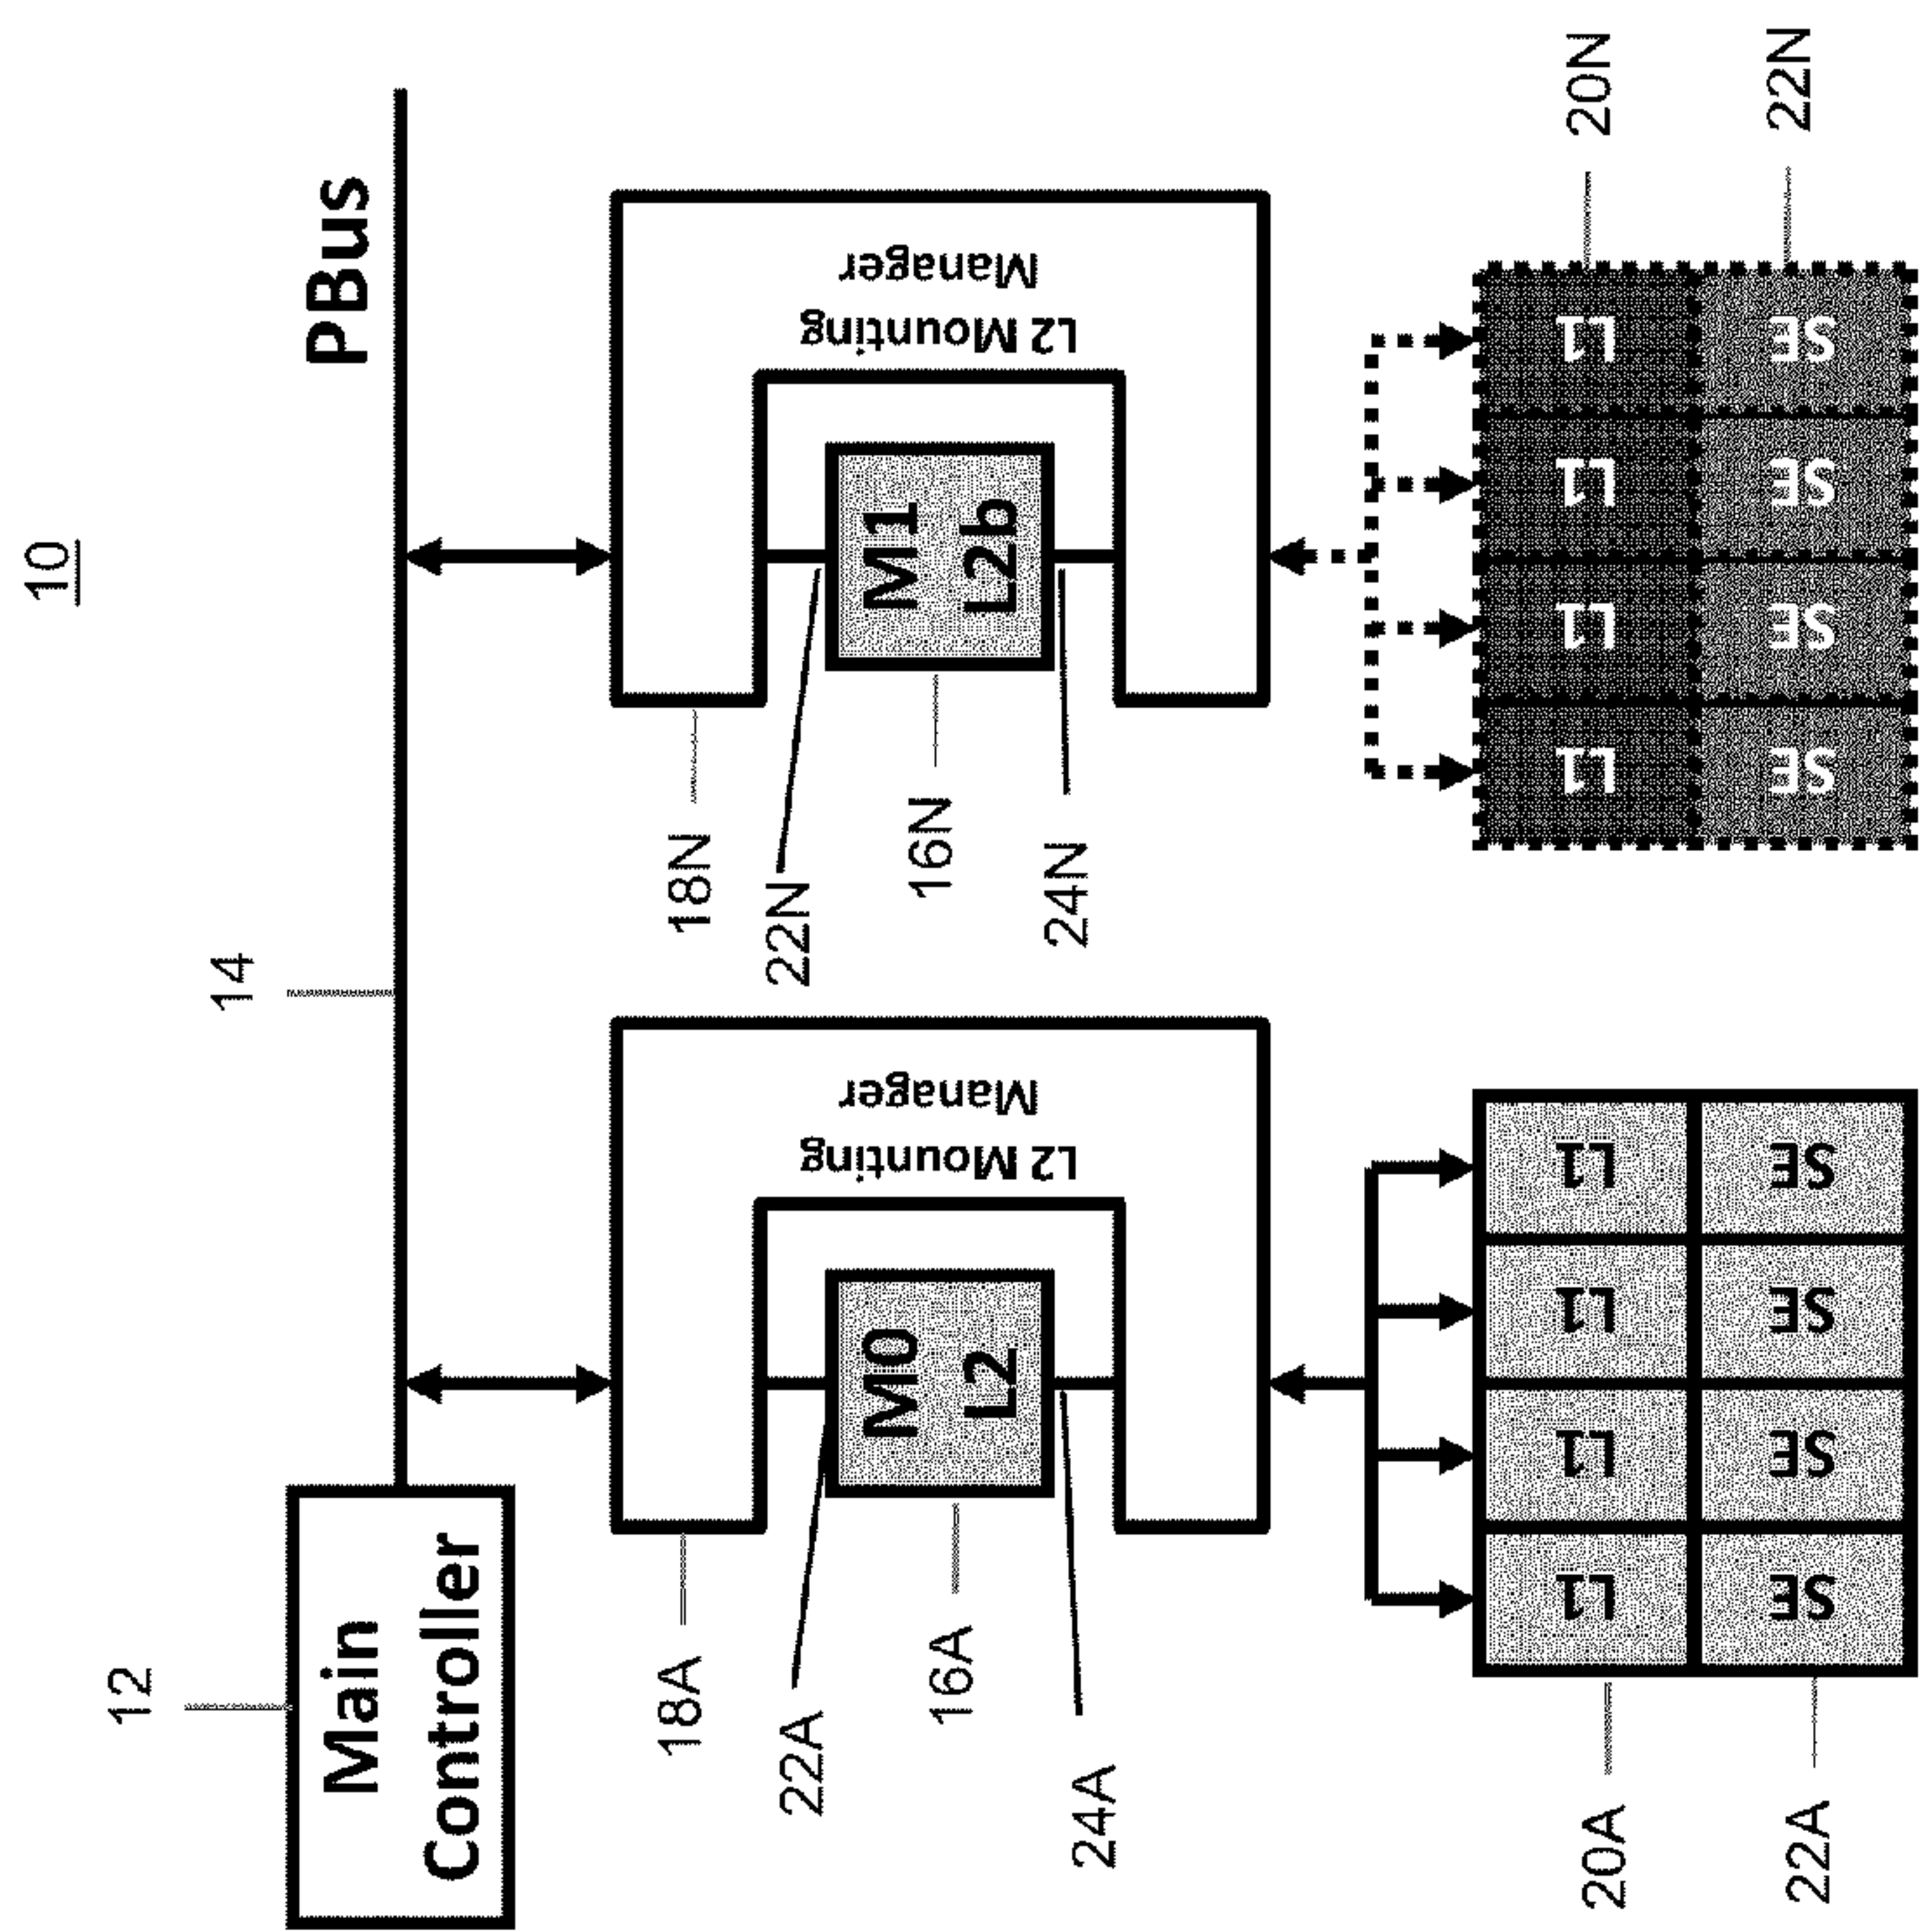 10
12
14
Main
Controller
PBus
18A
22A
16A
24A
M0
L2
L2 Mounting
Manager
18N
22N
16N
24N
M1
L2b
L2 Mounting
Manager
20A
L1 L1 L1 L1
22A
SE SE SE SE
L1 L1 L1 L1
20N
SE SE SE SE
22N